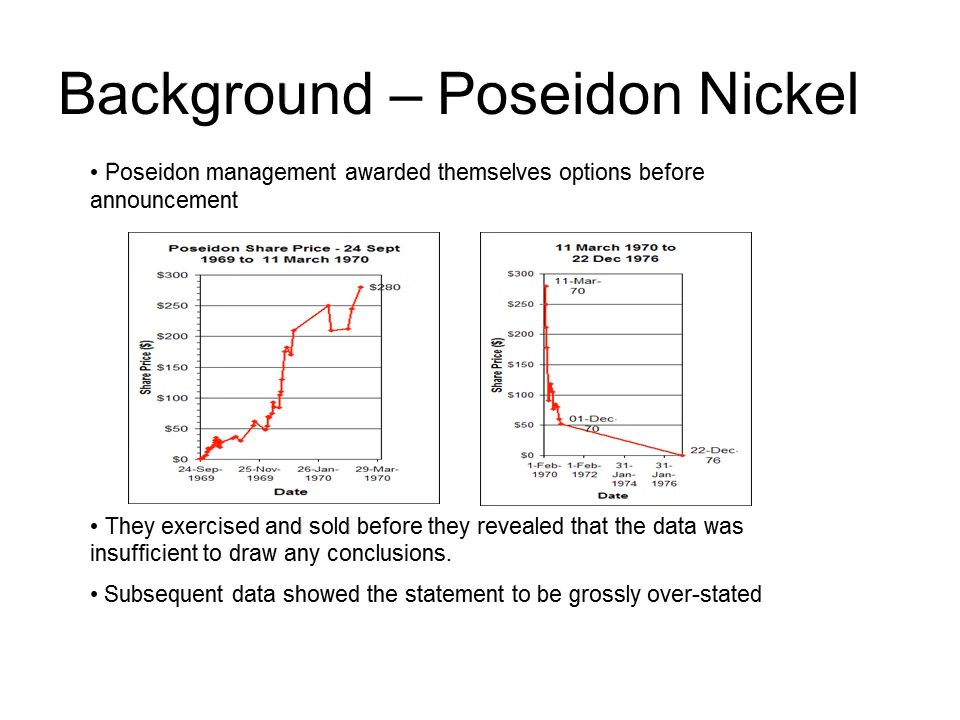 Background – Poseidon Nickel
• Poseidon management awarded themselves options before
announcement
Poseidon Share Price - 24 Sept
1969 to 11 March 1970
$300
$250
$200
$150
$100
$50
$0
Share Price ($)
$280
24-Sep-
1969
25-Nov-
1969
26-Jan-
1970
29-Mar-
1970
Date
11 March 1970 to
22 Dec 1976
$300
$250
$200
$150
$100
$50
$0
Share Price ($)
11-Mar-
70
01-Dec-
70
22-Dec-
76
1-Feb-
1970
1-Feb-
1972
31-
Jan-
1974
31-
Jan-
1976
Date
• They exercised and sold before they revealed that the data was
insufficient to draw any conclusions.
• Subsequent data showed the statement to be grossly over-stated